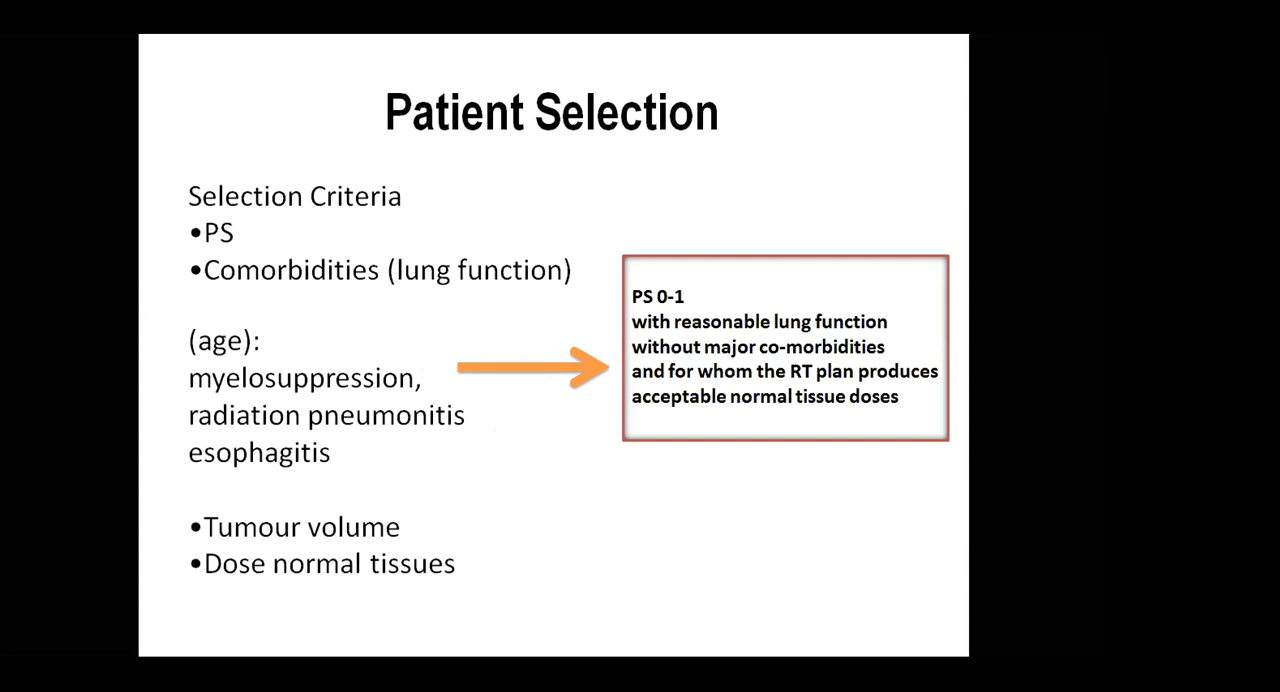 Patient Selection
Selection Criteria
•PS
•Comorbidities (lung function)
(age):
myelosuppression,
radiation pneumonitis
esophagitis
•Tumour volume
•Dose normal tissues
PS 0-1
with reasonable lung function
without major co-morbidities
and for whom the RT plan produces
acceptable normal tissue doses